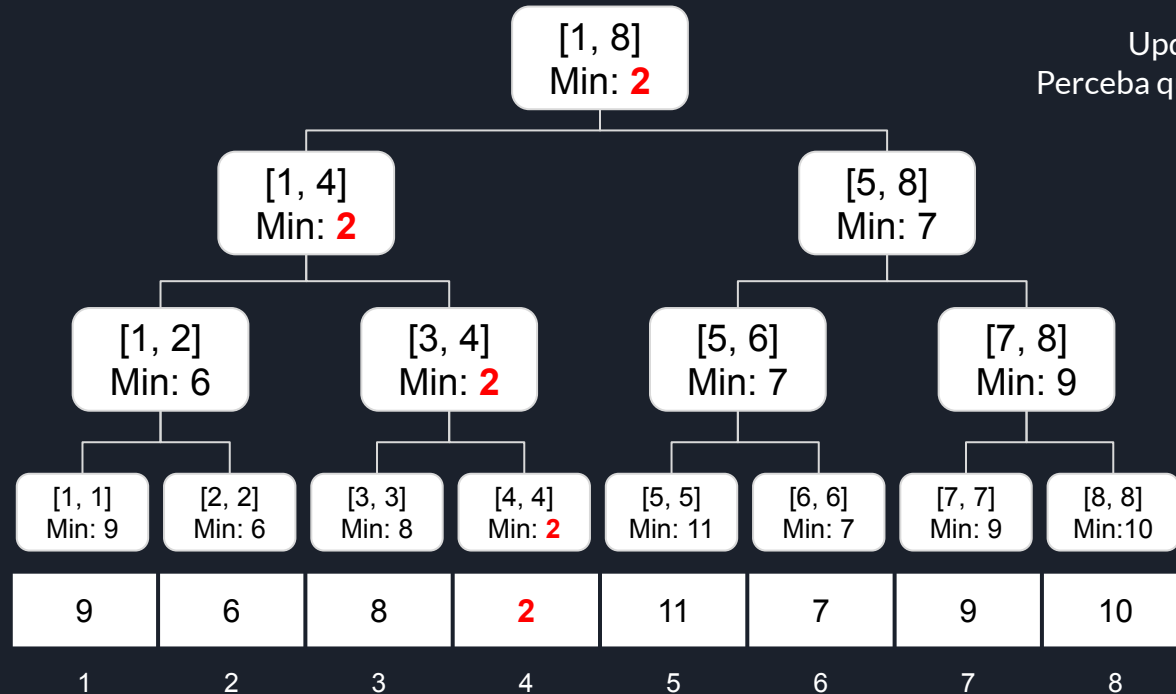 [1, 8]
Min: 2
Perceba
[1, 4]
Min: 2
[5, 8]
Min: 7
[1, 2]
Min: 6
[3, 4]
Min: 2
[5, 6]
Min: 7
[7, 8]
Min: 9
[1, 1]
Min: 9
[2, 2]
Min: 6
[3, 3]
Min: 8
[4, 4]
Min: 2
[5, 5]
Min: 11
[6, 6]
Min: 7
[7, 7]
Min: 9
[8, 8]
Min:10
9 6 8 2 11 7 9 10
1 2 3 4 5 6 7 8